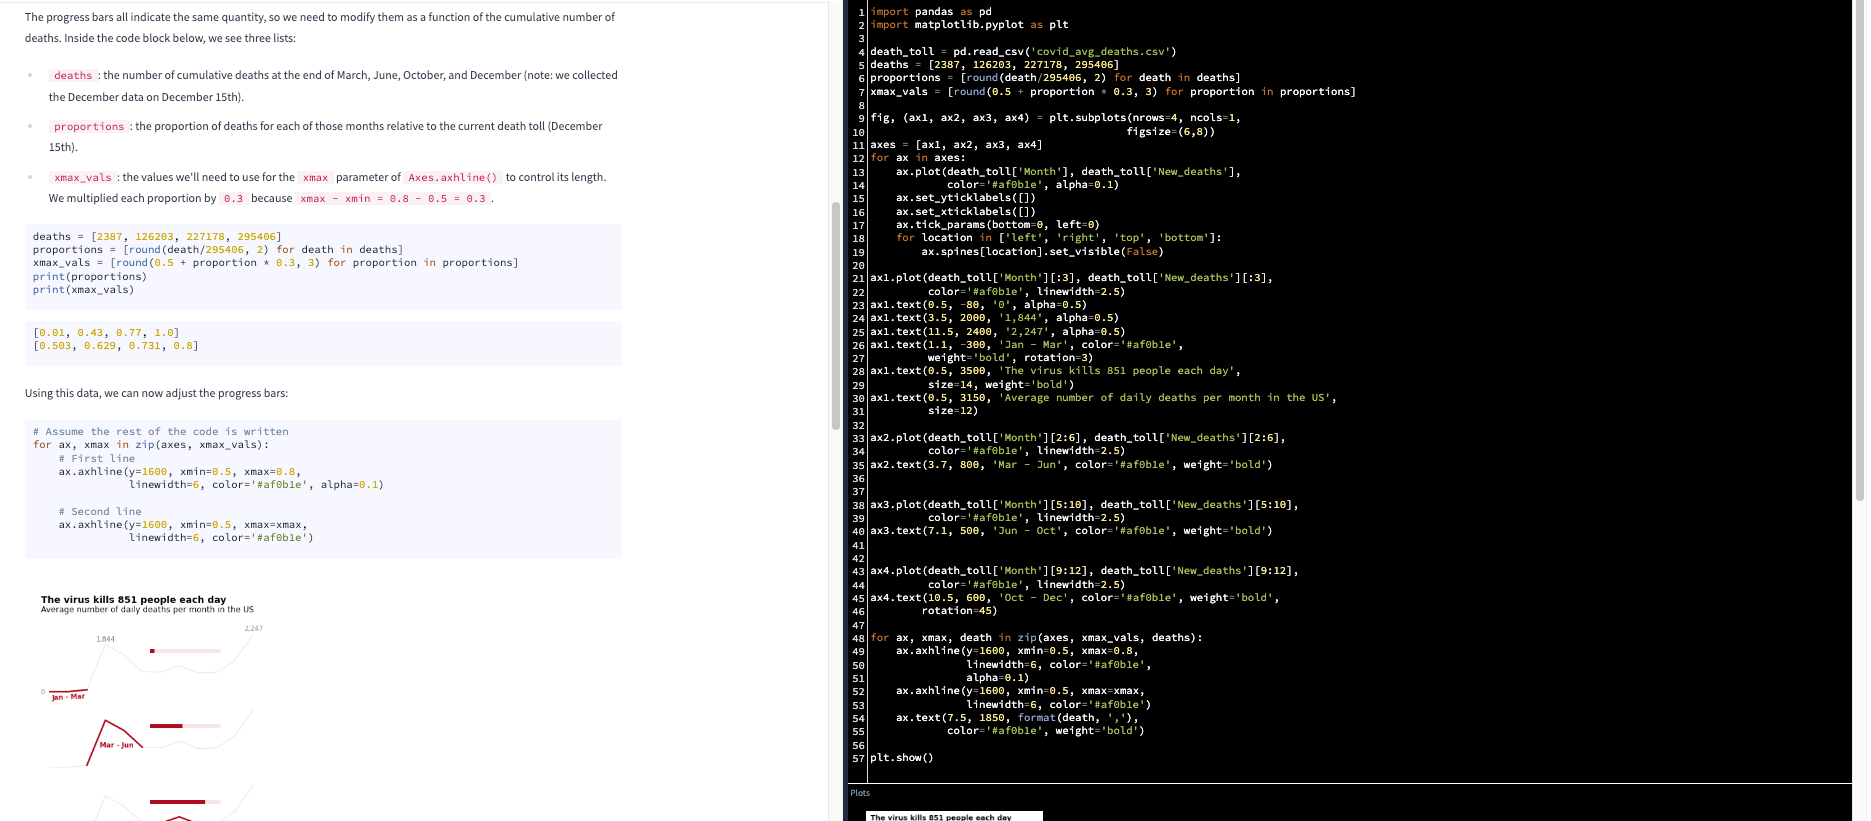 The progress bars all indicate the same quantity, so we need to modify them as a function of the cumulative number of
deaths. Inside the code block below, we see three lists:
deaths : the number of cumulative deaths at the end of March, June, October, and December (note: we collected
the December data on December 15th).
proportions : the proportion of deaths for each of those months relative to the current death toll (December
15th).
xmax_vals : the values we'll need to use for the xmax parameter of Axes.axhline() to control its length.
We multiplied each proportion by 0.3 because xmax - xmin = 0.8 - 0.5 = 0.3 .
deaths = [2387, 126203, 227178, 295406]
proportions = [round(death/295406, 2) for death in deaths]
xmax_vals = [round(0.5 + proportion * 0.3, 3) for proportion in proportions]
print(proportions)
print(xmax_vals)
[0.01, 0.43, 0.77, 1.0]
[0.503, 0.629, 0.731, 0.8]
Using this data, we can now adjust the progress bars:
# Assume the rest of the code is written
for ax, xmax in zip(axes, xmax_vals):
    # First line
    ax.axhline(y=1600, xmin=0.5, xmax=0.8,
               linewidth=6, color='#af0b1e', alpha=0.1)
    # Second line
    ax.axhline(y=1600, xmin=0.5, xmax=xmax,
               linewidth=6, color='#af0b1e')
The virus kills 851 people each day
Average number of daily deaths per month in the US
2,247
1,844
0
Jan - Mar
Mar - Jun
1 import pandas as pd
2 import matplotlib.pyplot as plt
3
4 death_toll = pd.read_csv('covid_avg_deaths.csv')
5 deaths = [2387, 126203, 227178, 295406]
6 proportions = [round(death/295406, 2) for death in deaths]
7 xmax_vals = [round(0.5 + proportion * 0.3, 3) for proportion in proportions]
8
9 fig, (ax1, ax2, ax3, ax4) = plt.subplots(nrows=4, ncols=1,
10                                         figsize=(6,8))
11 axes = [ax1, ax2, ax3, ax4]
12 for ax in axes:
13     ax.plot(death_toll['Month'], death_toll['New_deaths'],
14             color='#af0b1e', alpha=0.1)
15     ax.set_yticklabels([])
16     ax.set_xticklabels([])
17     ax.tick_params(bottom=0, left=0)
18     for location in ['left', 'right', 'top', 'bottom']:
19         ax.spines[location].set_visible(False)
20
21 ax1.plot(death_toll['Month'][:3], death_toll['New_deaths'][:3],
22          color='#af0b1e', linewidth=2.5)
23 ax1.text(0.5, -80, '0', alpha=0.5)
24 ax1.text(3.5, 2000, '1,844', alpha=0.5)
25 ax1.text(11.5, 2400, '2,247', alpha=0.5)
26 ax1.text(1.1, -300, 'Jan - Mar', color='#af0b1e',
27          weight='bold', rotation=3)
28 ax1.text(0.5, 3500, 'The virus kills 851 people each day',
29          size=14, weight='bold')
30 ax1.text(0.5, 3150, 'Average number of daily deaths per month in the US',
31          size=12)
32
33 ax2.plot(death_toll['Month'][2:6], death_toll['New_deaths'][2:6],
34          color='#af0b1e', linewidth=2.5)
35 ax2.text(3.7, 800, 'Mar - Jun', color='#af0b1e', weight='bold')
36
37
38 ax3.plot(death_toll['Month'][5:10], death_toll['New_deaths'][5:10],
39          color='#af0b1e', linewidth=2.5)
40 ax3.text(7.1, 500, 'Jun - Oct', color='#af0b1e', weight='bold')
41
42
43 ax4.plot(death_toll['Month'][9:12], death_toll['New_deaths'][9:12],
44          color='#af0b1e', linewidth=2.5)
45 ax4.text(10.5, 600, 'Oct - Dec', color='#af0b1e', weight='bold',
46         rotation=45)
47
48 for ax, xmax, death in zip(axes, xmax_vals, deaths):
49     ax.axhline(y=1600, xmin=0.5, xmax=0.8,
50                linewidth=6, color='#af0b1e',
51                alpha=0.1)
52     ax.axhline(y=1600, xmin=0.5, xmax=xmax,
53                linewidth=6, color='#af0b1e')
54     ax.text(7.5, 1850, format(death, ','),
55             color='#af0b1e', weight='bold')
56
57 plt.show()
Plots
The virus kills 851 people each day